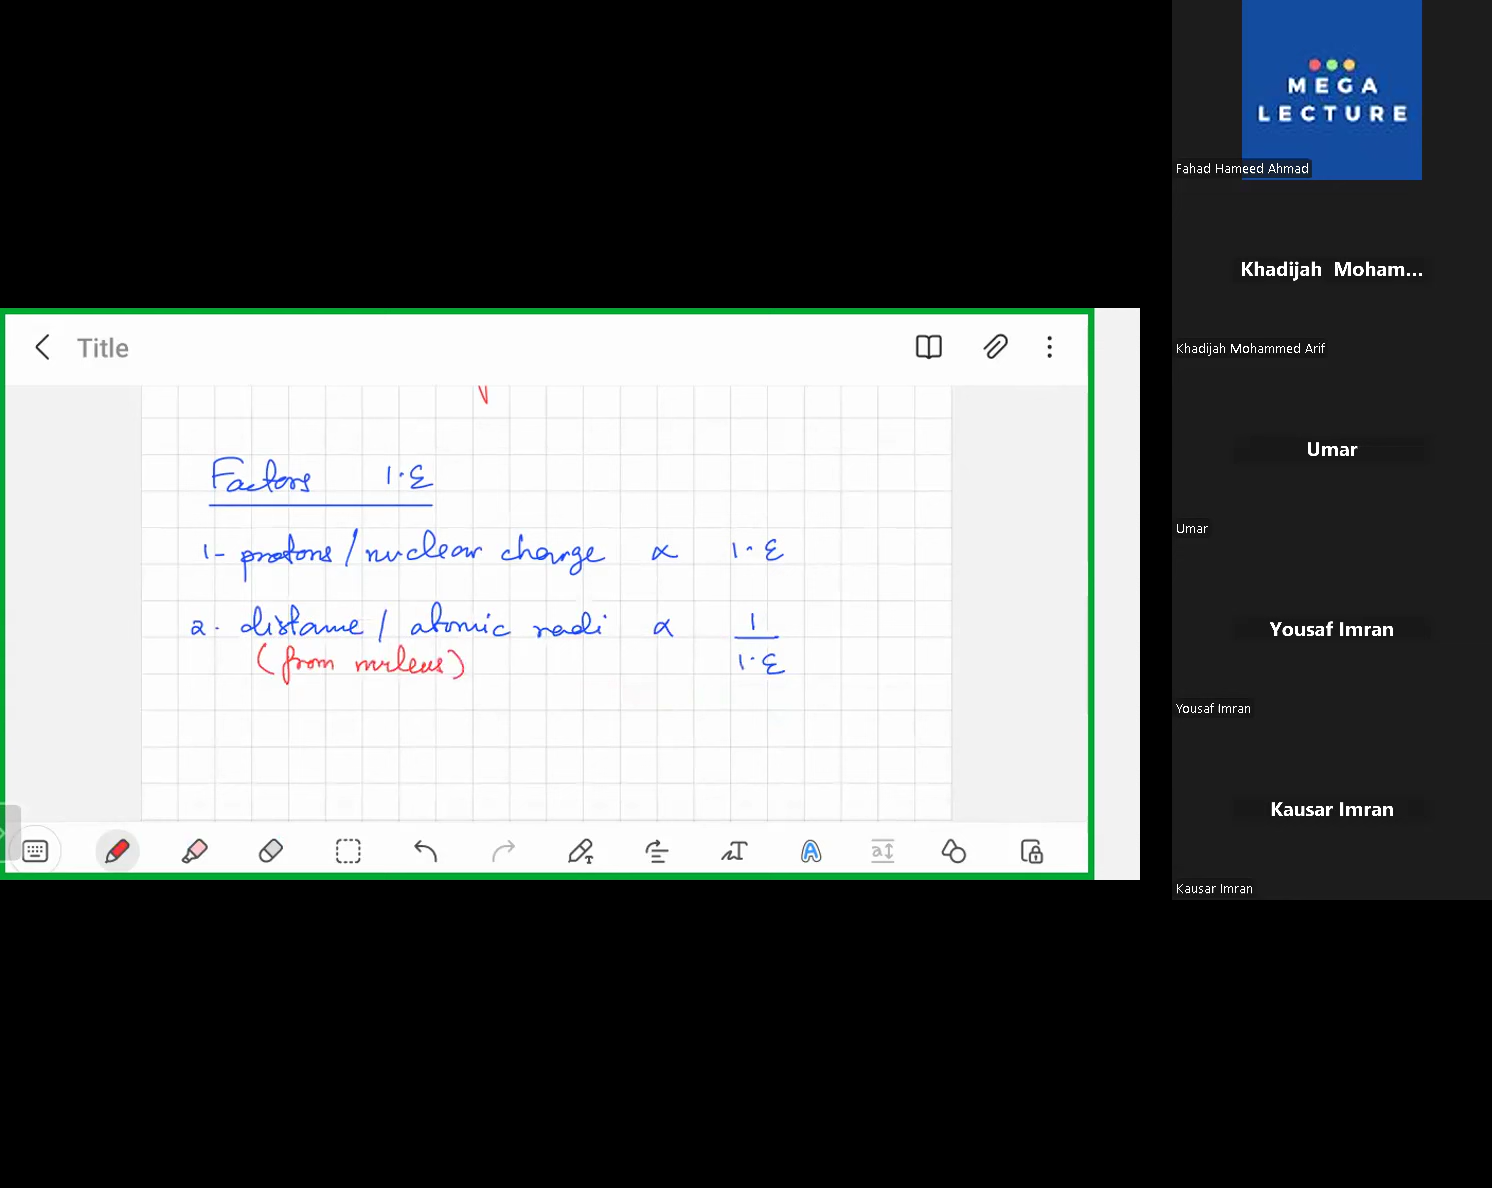 MEGA
LECTURE
Fahad Hameed Ahmad
Khadijah Moham...
Khadijah Mohammed Arif
Umar
Umar
Yousaf Imran
Yousaf Imran
Kausar Imran
Kausar Imran
Title
Factors I.E
1- protons/nuclear charge ∝ I.E
2. distance/ atomic radi ∝ 1/I.E
(from nucleus)